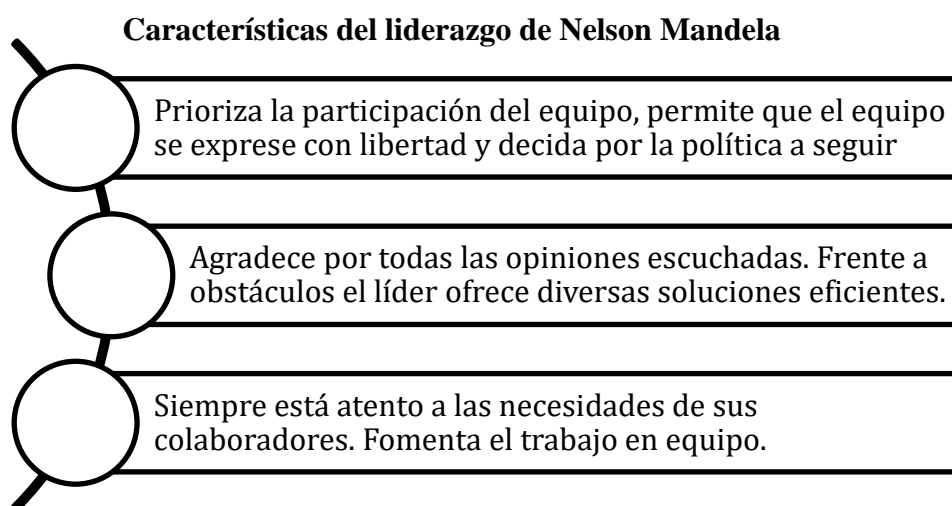 Características del liderazgo de Nelson Mandela
Prioriza la participación del equipo, permite que el equipo
se exprese con libertad y decida por la política a seguir
Agradece por todas las opiniones escuchadas. Frente a
obstáculos el líder ofrece diversas soluciones eficientes.
Siempre está atento a las necesidades de sus
colaboradores. Fomenta el trabajo en equipo.